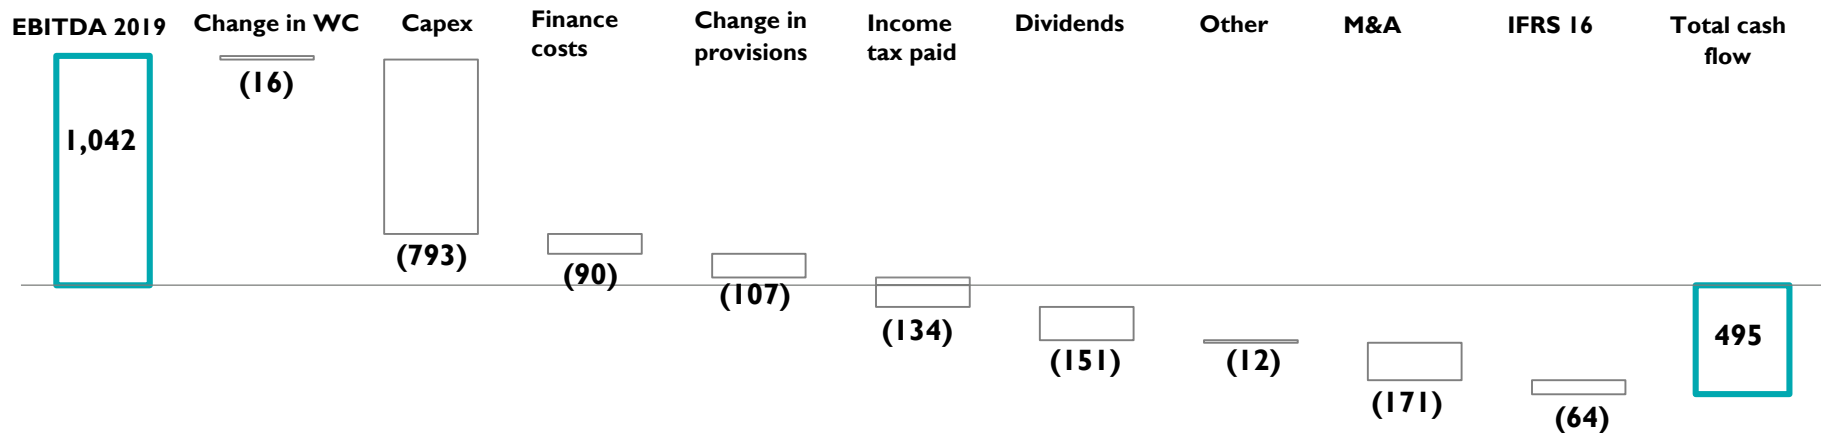 EBITDA 2019
Change in WC
Capex
Finance
costs
Change in
provisions
Income
tax paid
Dividends
Other
M&A
IFRS 16
Total cash
flow
1,042
(16)
(793)
(90)
(107)
(134)
(151)
(12)
(171)
(64)
495